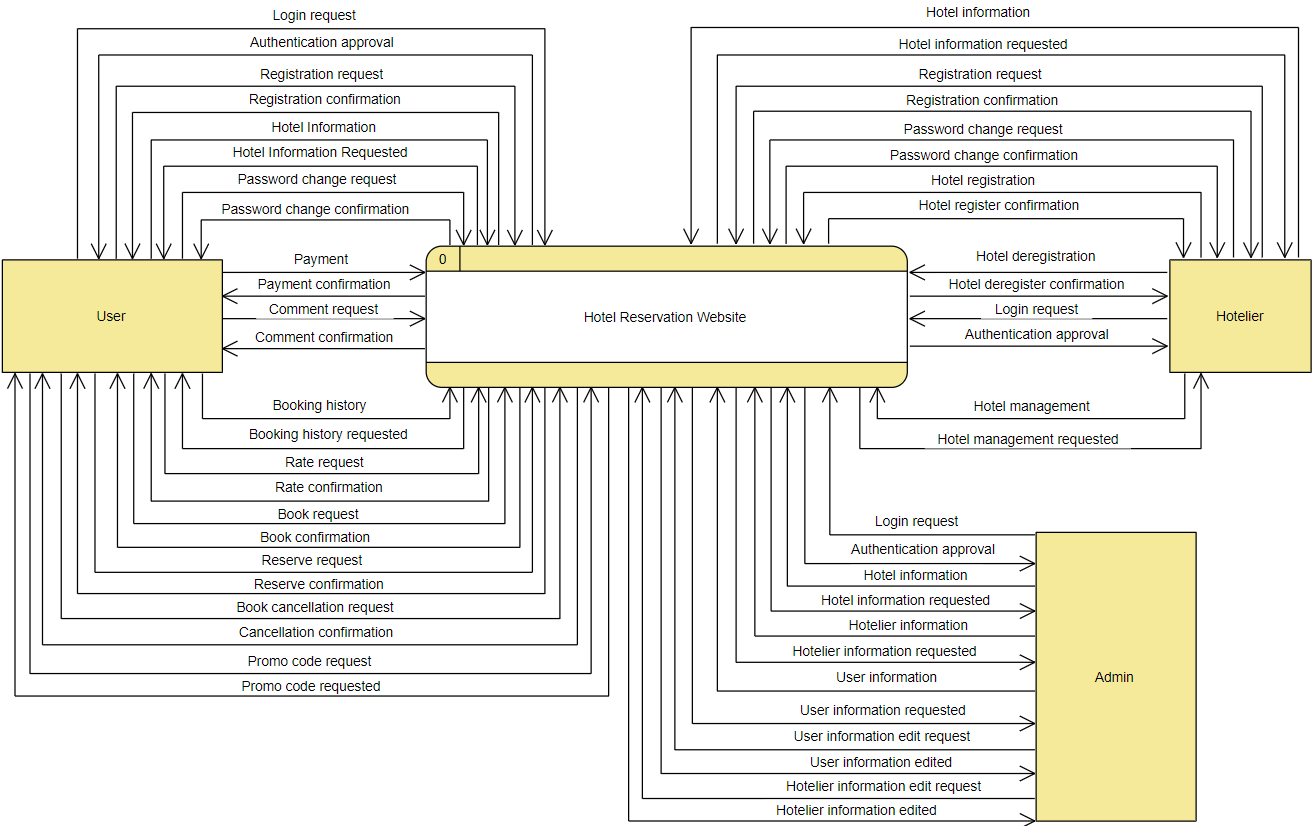 Login request
Authentication approval
Registration request
Registration confirmation
Hotel Information
Hotel Information Requested
Password change request
Password change confirmation
Hotel information
Hotel information requested
Registration request
Registration confirmation
Password change request
Password change confirmation
Hotel registration
Hotel register confirmation
User
Payment
Payment confirmation
Comment request
Comment confirmation
0
Hotel Reservation Website
Hotel deregistration
Hotel deregister confirmation
Login request
Authentication approval
Hotelier
Booking history
Booking history requested
Rate request
Rate confirmation
Book request
Book confirmation
Reserve request
Reserve confirmation
Book cancellation request
Cancellation confirmation
Promo code request
Promo code requested
Hotel management
Hotel management requested
Login request
Authentication approval
Hotel information
Hotel information requested
Hotelier information
Hotelier information requested
User information
User information requested
User information edit request
User information edited
Hotelier information edit request
Hotelier information edited
Admin